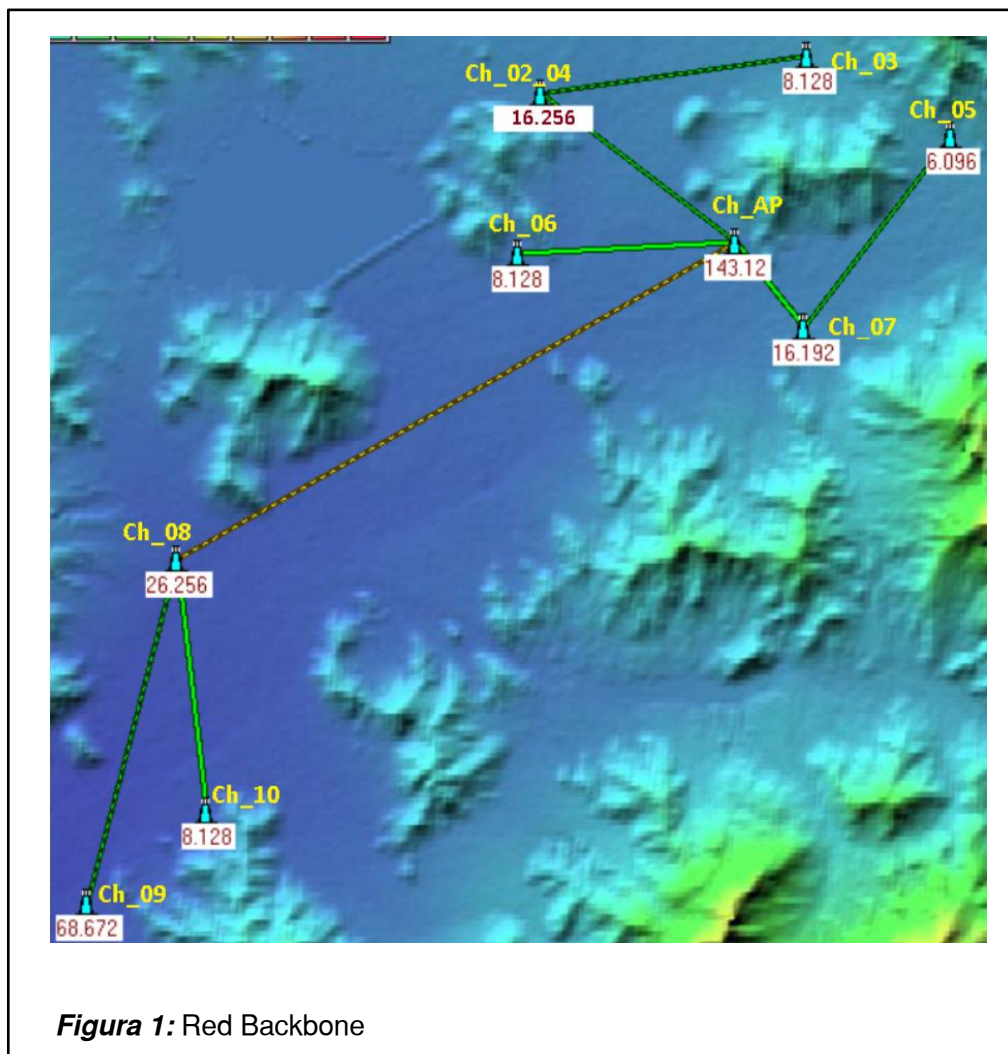 Ch_02_04
Ch_03
8.128
16.256
Ch_05
6.096
Ch_AP
Ch_06
143.12
8.128
Ch_07
16.192
Ch_08
26.256
Ch_10
8.128
Ch_09
68.672
Figura 1: Red Backbone